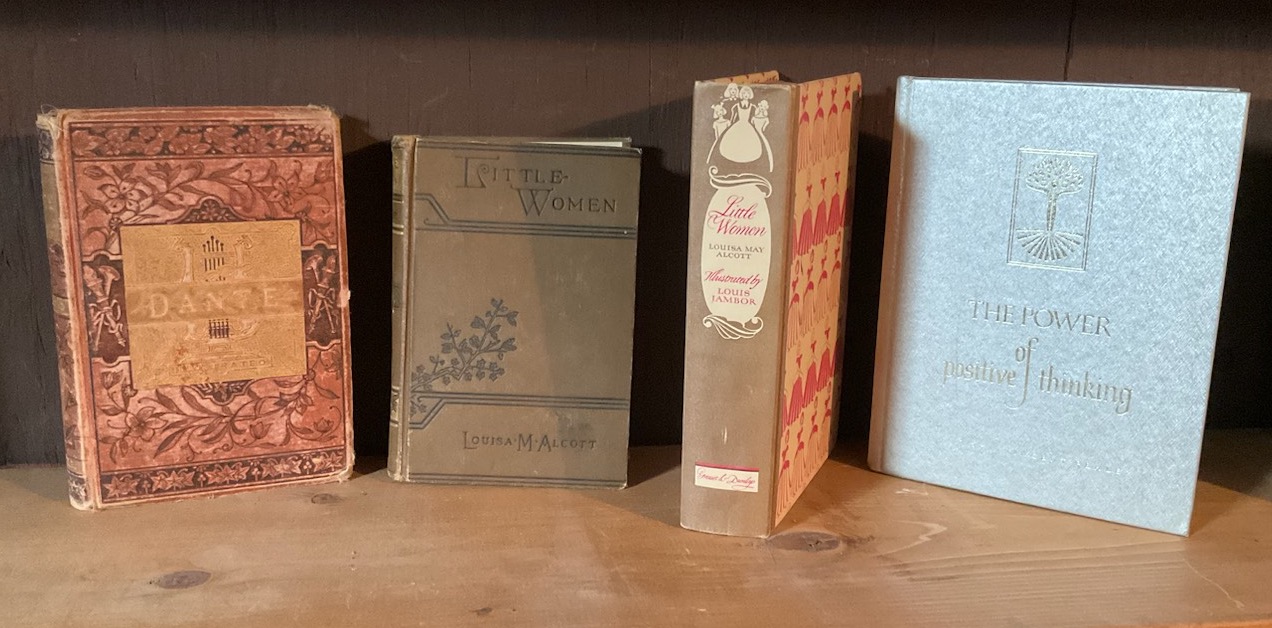 DANTE
ILLUSTRATED
LITTLE
WOMEN
LOUISA·M·ALCOTT
Little
Women
LOUISA MAY
ALCOTT
Illustrated by
LOUIS
JAMBOR
Grosset & Dunlap
THE POWER
of
positive thinking